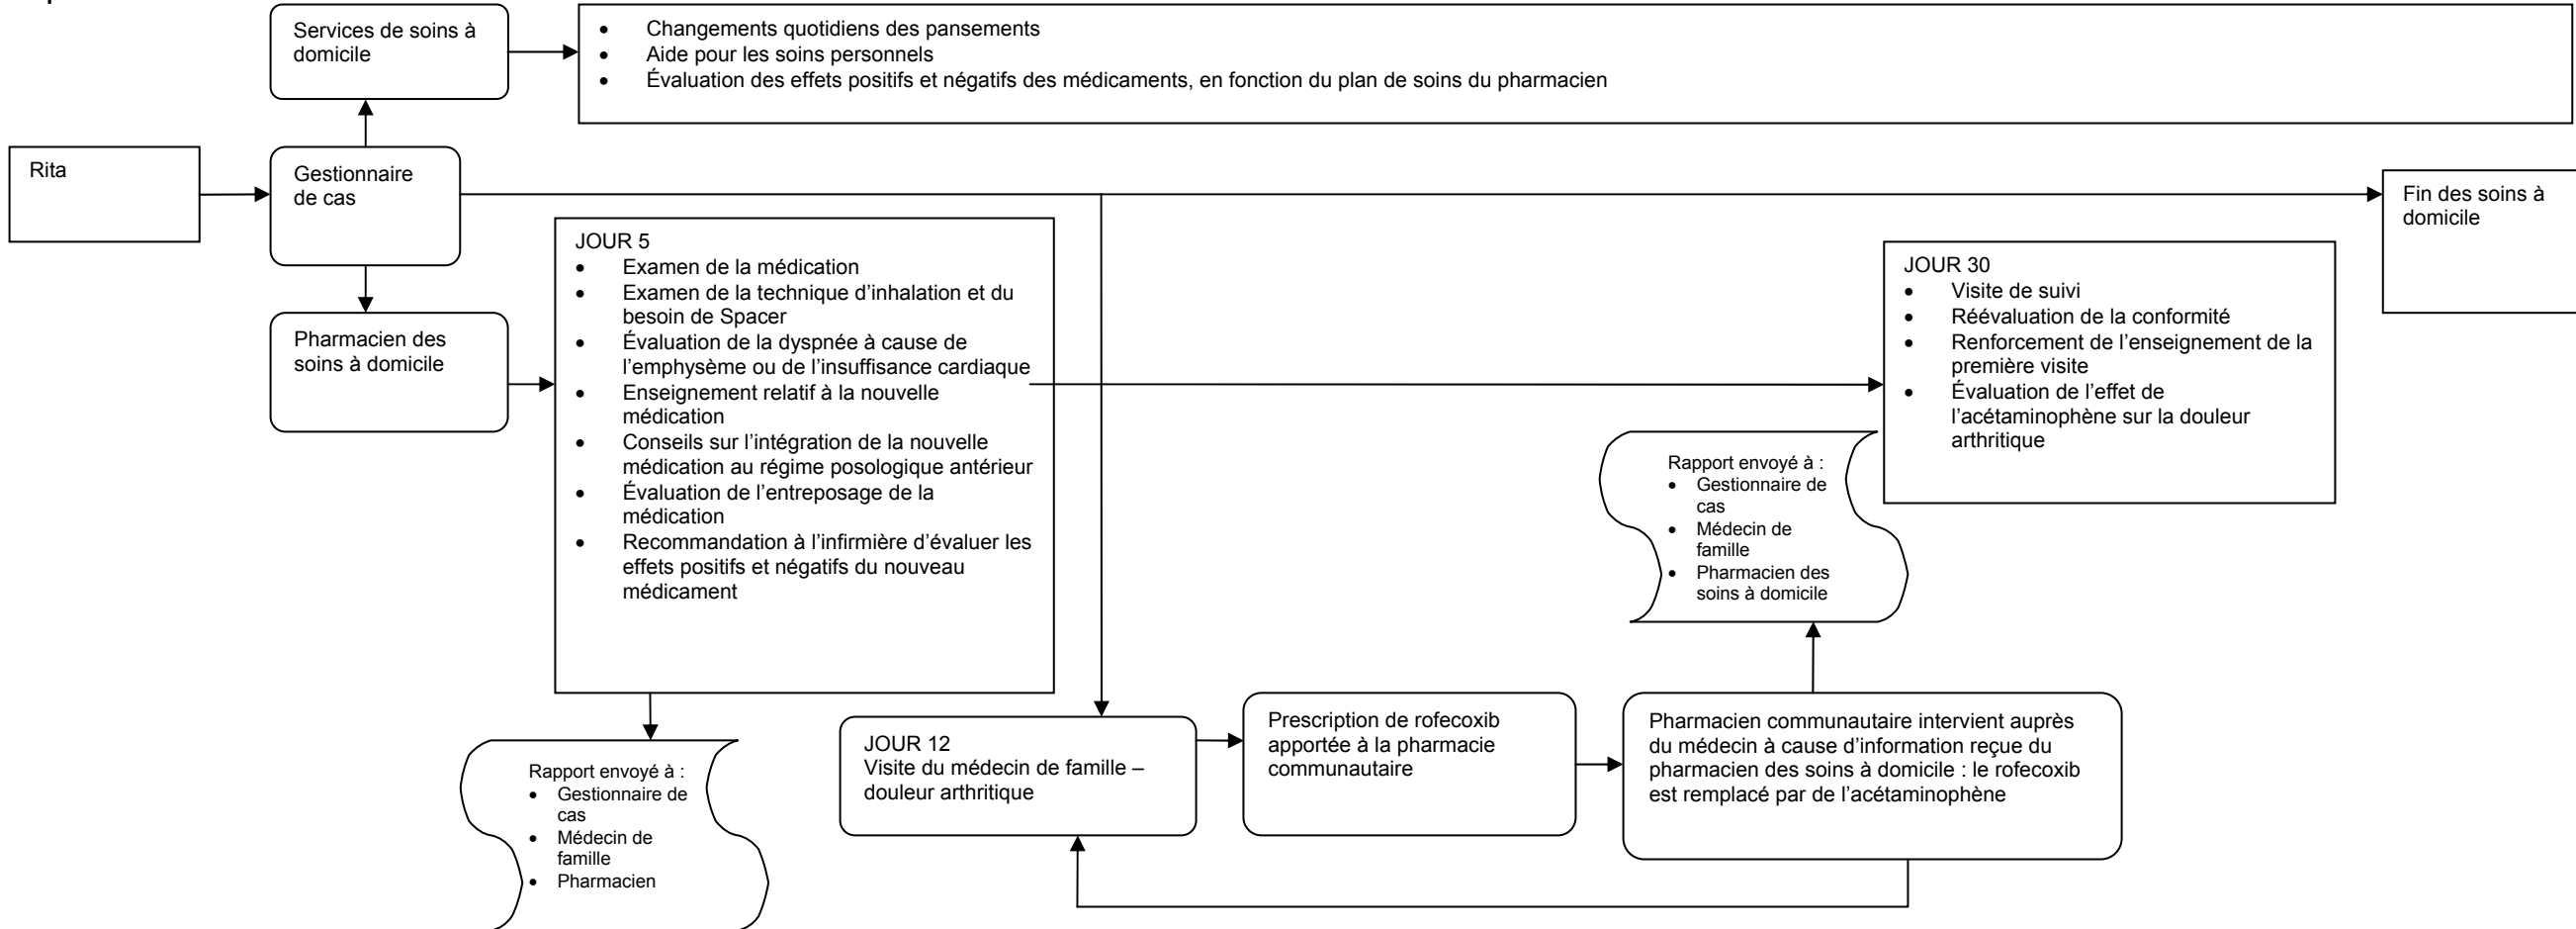 Services de soins à
domicile
• Changements quotidiens des pansements
• Aide pour les soins personnels
• Évaluation des effets positifs et négatifs des médicaments, en fonction du plan de soins du pharmacien
Rita
Gestionnaire
de cas
Fin des soins à
domicile
Pharmacien des
soins à domicile
JOUR 5
• Examen de la médication
• Examen de la technique d’inhalation et du
besoin de Spacer
• Évaluation de la dyspnée à cause de
l’emphysème ou de l’insuffisance cardiaque
• Enseignement relatif à la nouvelle
médication
• Conseils sur l’intégration de la nouvelle
médication au régime posologique antérieur
• Évaluation de l’entreposage de la
médication
• Recommandation à l’infirmière d’évaluer les
effets positifs et négatifs du nouveau
médicament
JOUR 30
• Visite de suivi
• Réévaluation de la conformité
• Renforcement de l’enseignement de la
première visite
• Évaluation de l’effet de
l’acétaminophène sur la douleur
arthritique
Rapport envoyé à :
• Gestionnaire de
cas
• Médecin de
famille
• Pharmacien des
soins à domicile
Rapport envoyé à :
• Gestionnaire de
cas
• Médecin de
famille
• Pharmacien
JOUR 12
Visite du médecin de famille –
douleur arthritique
Prescription de rofecoxib
apportée à la pharmacie
communautaire
Pharmacien communautaire intervient auprès
du médecin à cause d’information reçue du
pharmacien des soins à domicile : le rofecoxib
est remplacé par de l’acétaminophène